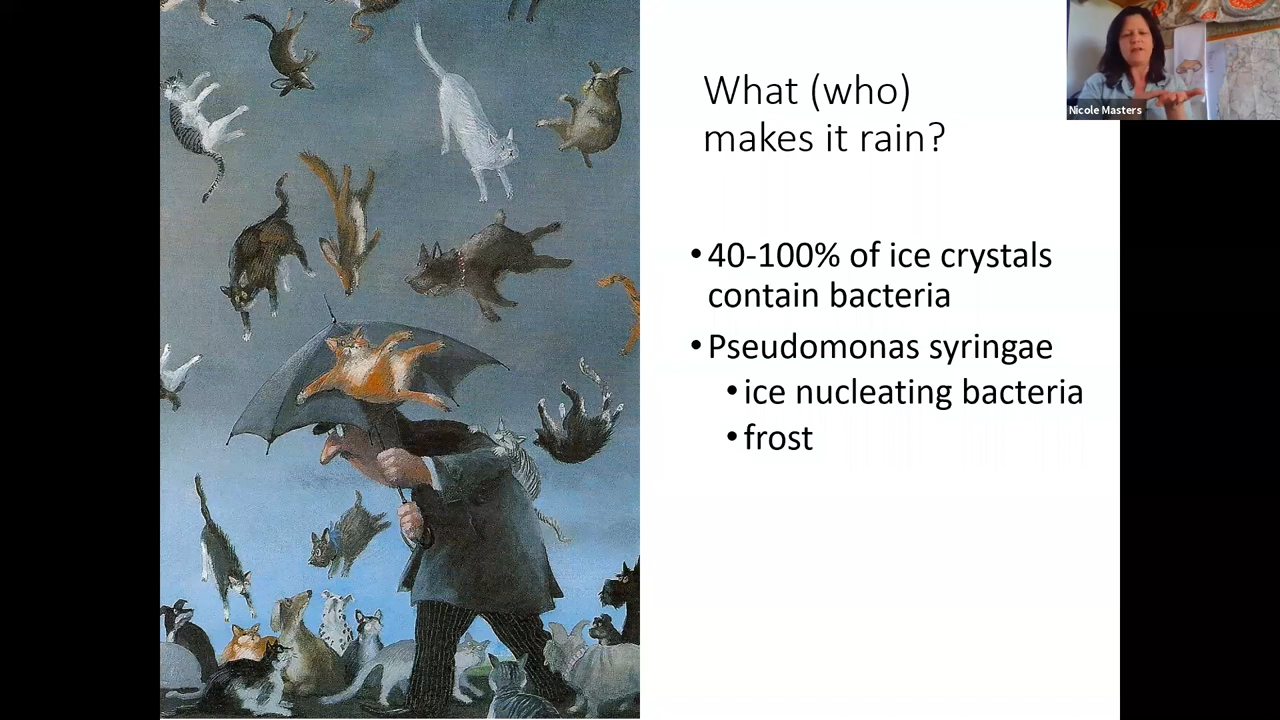 What (who)
makes it rain?
•40-100% of ice crystals
contain bacteria
•Pseudomonas syringae
•ice nucleating bacteria
•frost
Nicole Masters